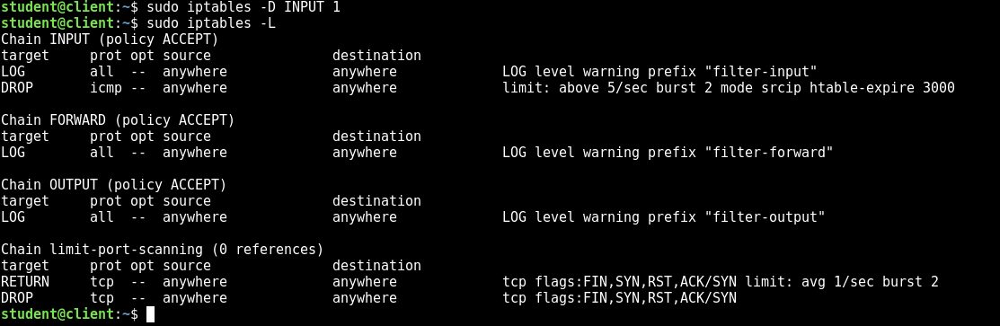 student@client:~$ sudo iptables -D INPUT 1
student@client:~$ sudo iptables -L
Chain INPUT (policy ACCEPT)
target     prot opt source               destination
LOG        all  --  anywhere             anywhere             LOG level warning prefix "filter-input"
DROP       icmp --  anywhere             anywhere             limit: above 5/sec burst 2 mode srcip htable-expire 3000

Chain FORWARD (policy ACCEPT)
target     prot opt source               destination
LOG        all  --  anywhere             anywhere             LOG level warning prefix "filter-forward"

Chain OUTPUT (policy ACCEPT)
target     prot opt source               destination
LOG        all  --  anywhere             anywhere             LOG level warning prefix "filter-output"

Chain limit-port-scanning (0 references)
target     prot opt source               destination
RETURN     tcp  --  anywhere             anywhere             tcp flags:FIN,SYN,RST,ACK/SYN limit: avg 1/sec burst 2
DROP       tcp  --  anywhere             anywhere             tcp flags:FIN,SYN,RST,ACK/SYN
student@client:~$